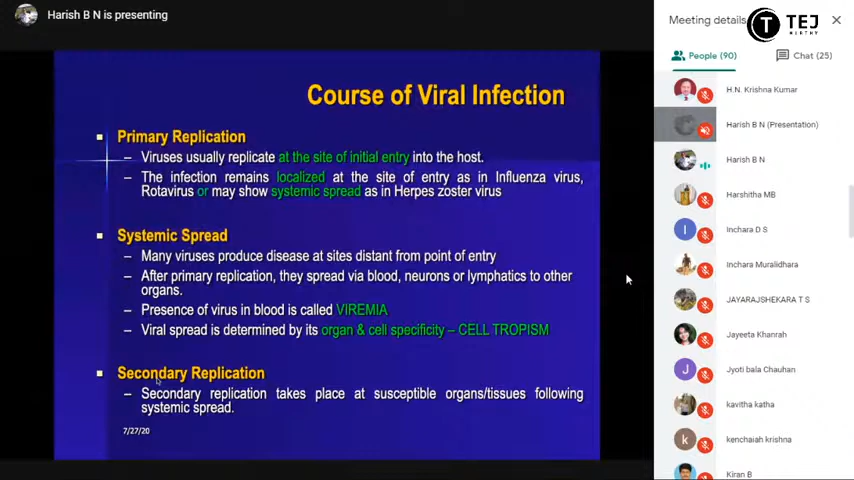 Harish B N is presenting
Course of Viral Infection
Primary Replication
– Viruses usually replicate at the site of initial entry into the host.
– The infection remains localized at the site of entry as in Influenza virus,
Rotavirus or may show systemic spread as in Herpes zoster virus
Systemic Spread
– Many viruses produce disease at sites distant from point of entry
– After primary replication, they spread via blood, neurons or lymphatics to other
organs.
– Presence of virus in blood is called VIREMIA
– Viral spread is determined by its organ & cell specificity – CELL TROPISM
Secondary Replication
– Secondary replication takes place at susceptible organs/tissues following
systemic spread.
7/27/20
Meeting details
T TEJ
People (90) Chat (25)
H.N. Krishna Kumar
Harish B N (Presentation)
Harish B N
Harshitha MB
I Inchara D S
Inchara Muralidhara
JAYARAJSHEKARA T S
Jayeeta Khanrah
J Jyoti bala Chauhan
kavitha katha
k kenchaiah krishna
Kiran B